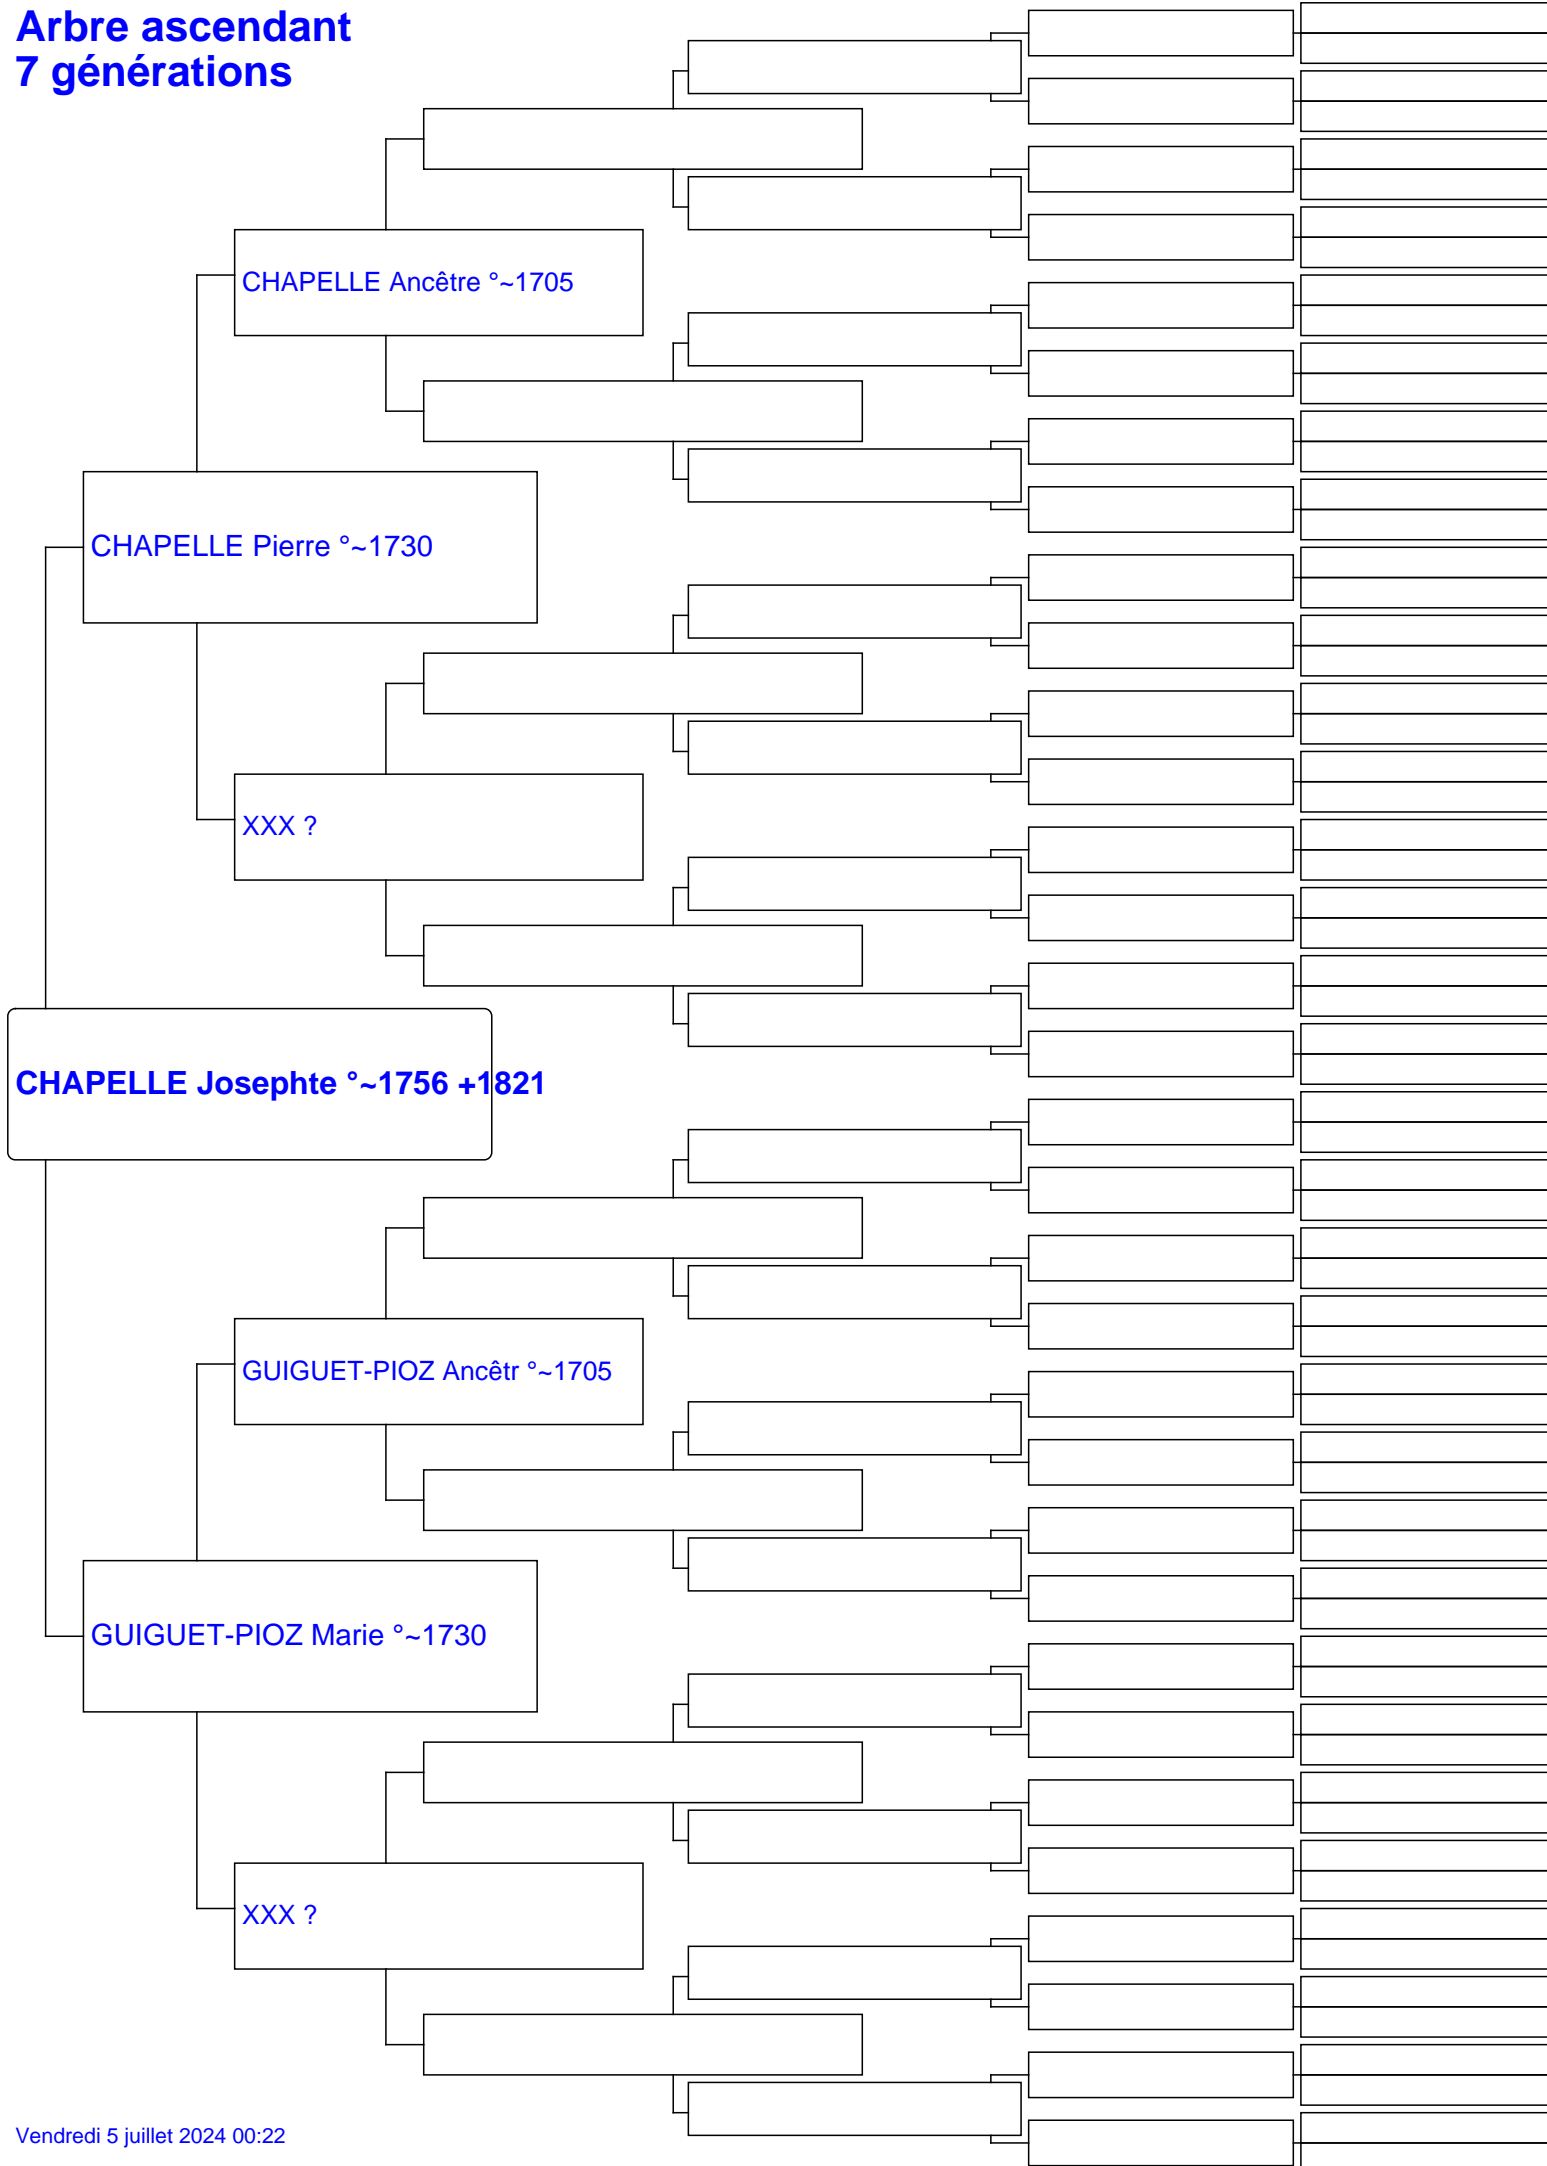 Arbre ascendant
7 générations
CHAPELLE Ancêtre °~1705
CHAPELLE Pierre °~1730
XXX ?
CHAPELLE Josephte °~1756 +1821
GUIGUET-PIOZ Ancêtr °~1705
GUIGUET-PIOZ Marie °~1730
XXX ?
Vendredi 5 juillet 2024 00:22